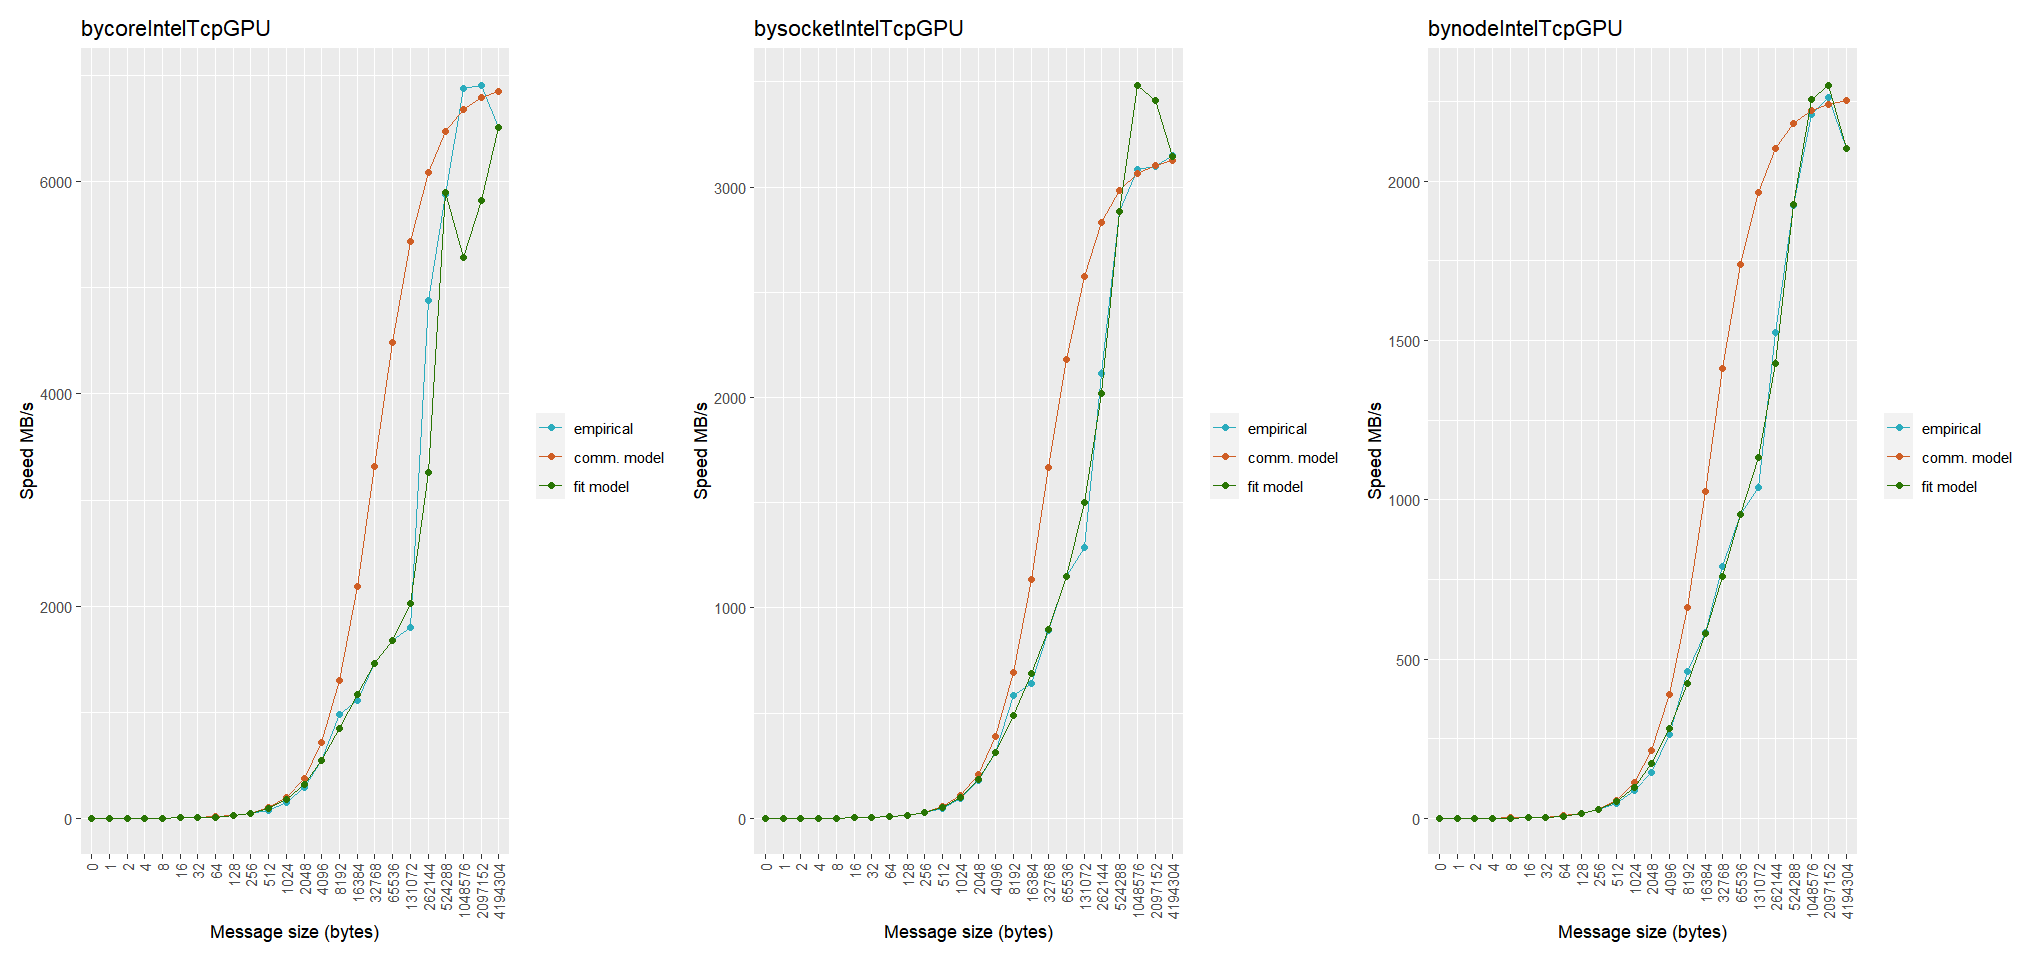 bycoreIntelTcpGPU
Speed MB/s
6000
4000
2000
0
0 1 2 4 8 16 32 64 128 256 512 1024 2048 4096 8192 16384 32768 65536 131072 262144 524288 1048576 2097152 4194304
Message size (bytes)
empirical
comm. model
fit model
bysocketIntelTcpGPU
Speed MB/s
3000
2000
1000
0
0 1 2 4 8 16 32 64 128 256 512 1024 2048 4096 8192 16384 32768 65536 131072 262144 524288 1048576 2097152 4194304
Message size (bytes)
empirical
comm. model
fit model
bynodeIntelTcpGPU
Speed MB/s
2000
1500
1000
500
0
0 1 2 4 8 16 32 64 128 256 512 1024 2048 4096 8192 16384 32768 65536 131072 262144 524288 1048576 2097152 4194304
Message size (bytes)
empirical
comm. model
fit model